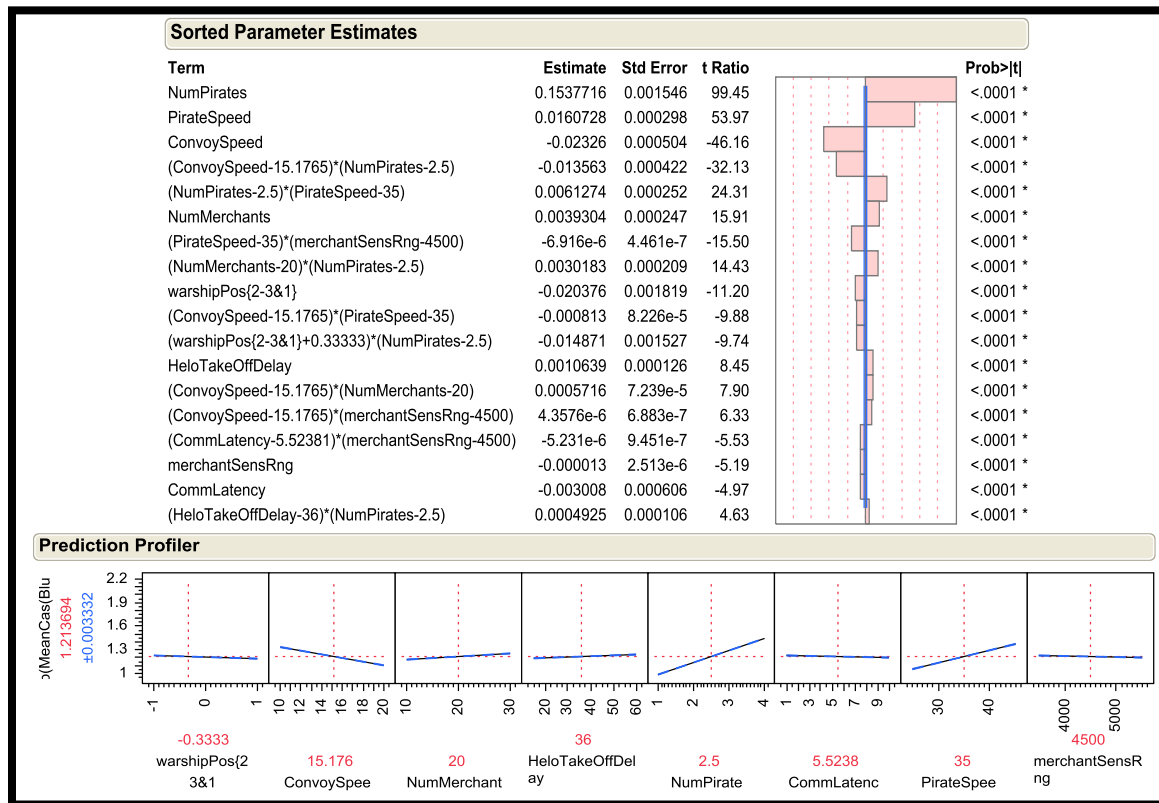 Sorted Parameter Estimates
Term Estimate Std Error t Ratio Prob>|t|
NumPirates 0.1537716 0.001546 99.45 <.0001 *
PirateSpeed 0.0160728 0.000298 53.97 <.0001 *
ConvoySpeed -0.02326 0.000504 -46.16 <.0001 *
(ConvoySpeed-15.1765)*(NumPirates-2.5) -0.013563 0.000422 -32.13 <.0001 *
(NumPirates-2.5)*(PirateSpeed-35) 0.0061274 0.000252 24.31 <.0001 *
NumMerchants 0.0039304 0.000247 15.91 <.0001 *
(PirateSpeed-35)*(merchantSensRng-4500) -6.916e-6 4.461e-7 -15.50 <.0001 *
(NumMerchants-20)*(NumPirates-2.5) 0.0030183 0.000209 14.43 <.0001 *
warshipPos{2-3&1} -0.020376 0.001819 -11.20 <.0001 *
(ConvoySpeed-15.1765)*(PirateSpeed-35) -0.000813 8.226e-5 -9.88 <.0001 *
(warshipPos{2-3&1}+0.33333)*(NumPirates-2.5) -0.014871 0.001527 -9.74 <.0001 *
HeloTakeOffDelay 0.0010639 0.000126 8.45 <.0001 *
(ConvoySpeed-15.1765)*(NumMerchants-20) 0.0005716 7.239e-5 7.90 <.0001 *
(ConvoySpeed-15.1765)*(merchantSensRng-4500) 4.3576e-6 6.883e-7 6.33 <.0001 *
(CommLatency-5.52381)*(merchantSensRng-4500) -5.231e-6 9.451e-7 -5.53 <.0001 *
merchantSensRng -0.000013 2.513e-6 -5.19 <.0001 *
CommLatency -0.003008 0.000606 -4.97 <.0001 *
(HeloTakeOffDelay-36)*(NumPirates-2.5) 0.0004925 0.000106 4.63 <.0001 *
Prediction Profiler
(MeanCas(Blu
1.213694
±0.003332
2.2
1.9
1.6
1.3
1
-1 0 1 10 12 14 16 18 20 10 20 30 20 30 40 50 60 1 2 3 4 1 3 5 7 9 30 40 4000 5000
-0.3333 36 4500
warshipPos{2 15.176 20 HeloTakeOffDel 2.5 5.5238 35 merchantSensR
3&1 ConvoySpee NumMerchant ay NumPirate CommLatenc PirateSpee ng